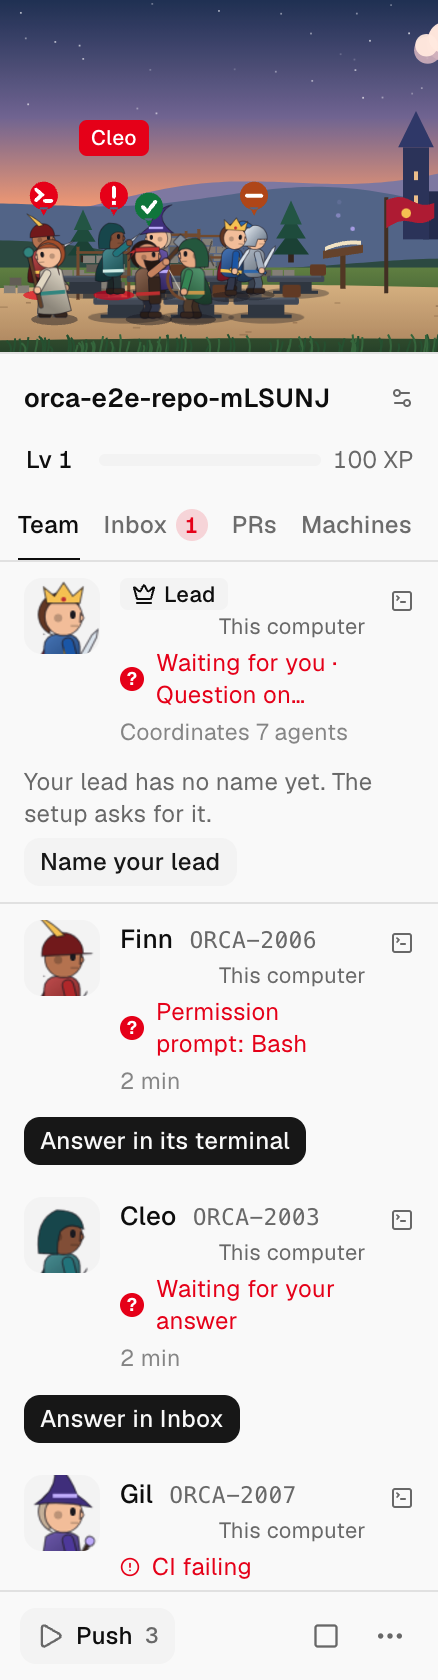 Cleo
orca-e2e-repo-mLSUNJ
Lv 1 100 XP
Team Inbox 1 PRs Machines
Lead
This computer
Waiting for you ·
Question on…
Coordinates 7 agents
Your lead has no name yet. The
setup asks for it.
Name your lead
Finn ORCA-2006
This computer
Permission
prompt: Bash
2 min
Answer in its terminal
Cleo ORCA-2003
This computer
Waiting for your
answer
2 min
Answer in Inbox
Gil ORCA-2007
This computer
CI failing
Push 3